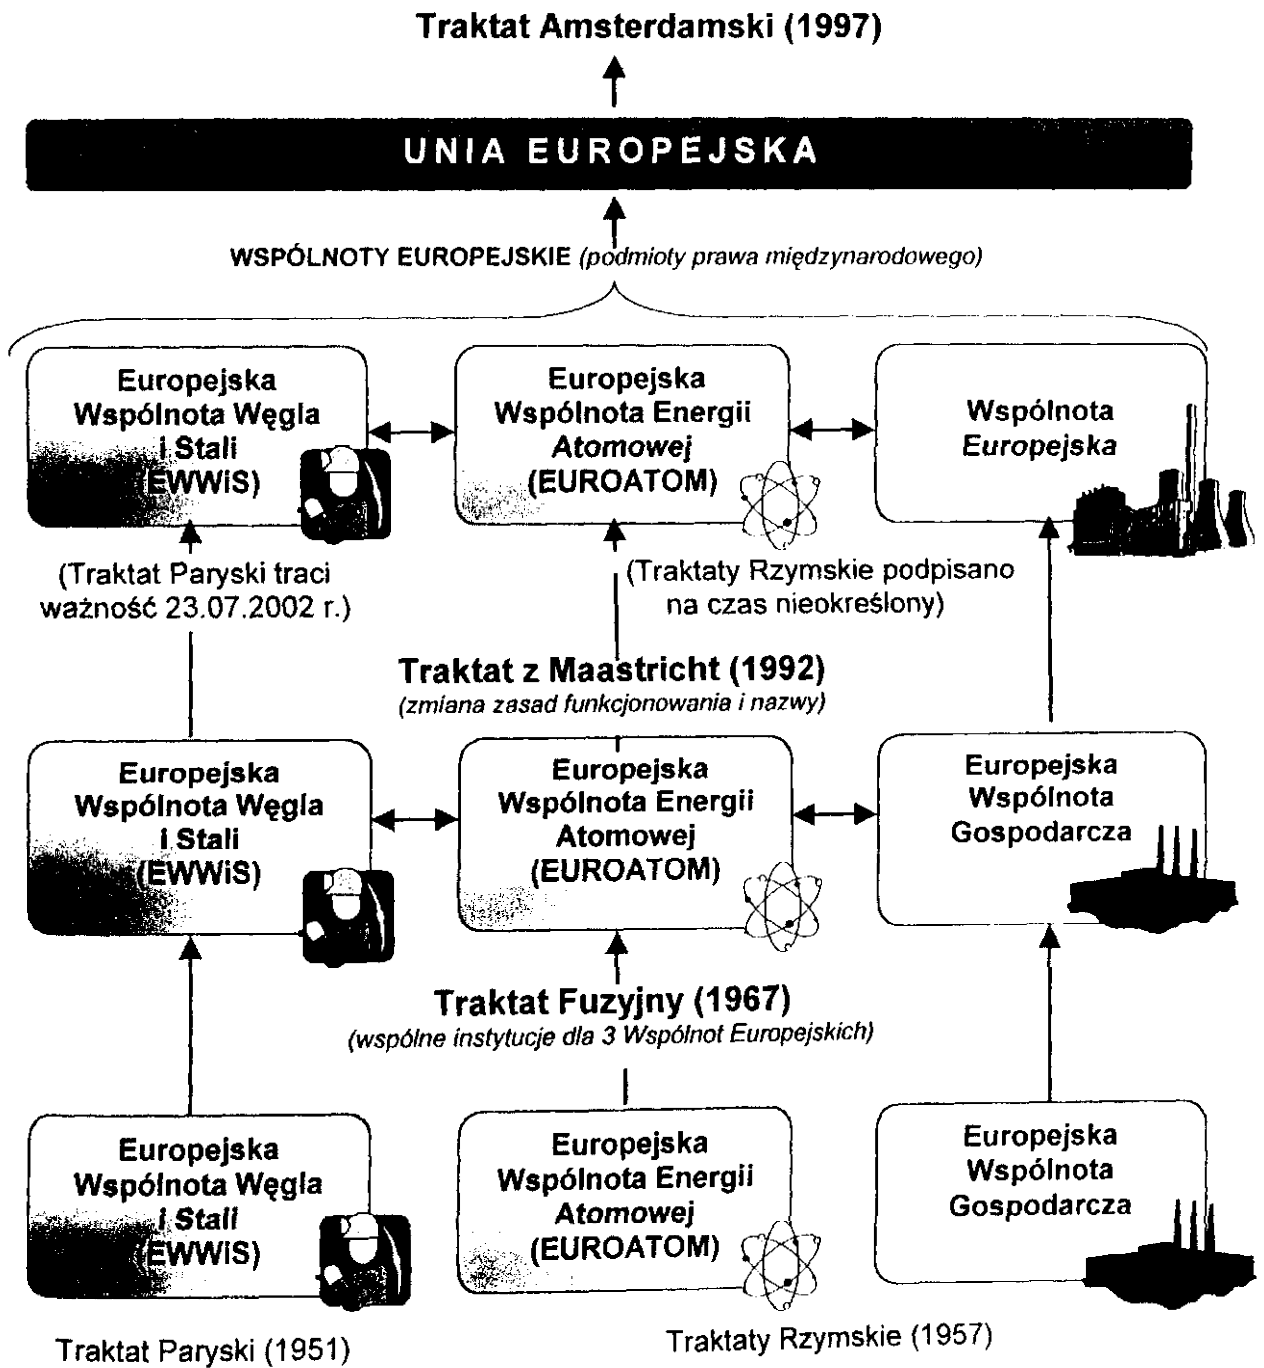 Traktat Amsterdamski (1997)
UNIA EUROPEJSKA
WSPÓLNOTY EUROPEJSKIE (podmioty prawa międzynarodowego)
Europejska
Wspólnota Węgla
i Stali
(EWWiS)
Europejska
Wspólnota Energii
Atomowej
(EUROATOM)
Wspólnota
Europejska
(Traktat Paryski traci
ważność 23.07.2002 r.)
(Traktaty Rzymskie podpisano
na czas nieokreślony)
Traktat z Maastricht (1992)
(zmiana zasad funkcjonowania i nazwy)
Europejska
Wspólnota Węgla
i Stali
(EWWiS)
Europejska
Wspólnota Energii
Atomowej
(EUROATOM)
Europejska
Wspólnota
Gospodarcza
Traktat Fuzyjny (1967)
(wspólne instytucje dla 3 Wspólnot Europejskich)
Europejska
Wspólnota Węgla
i Stali
(EWWiS)
Europejska
Wspólnota Energii
Atomowej
(EUROATOM)
Europejska
Wspólnota
Gospodarcza
Traktat Paryski (1951)
Traktaty Rzymskie (1957)